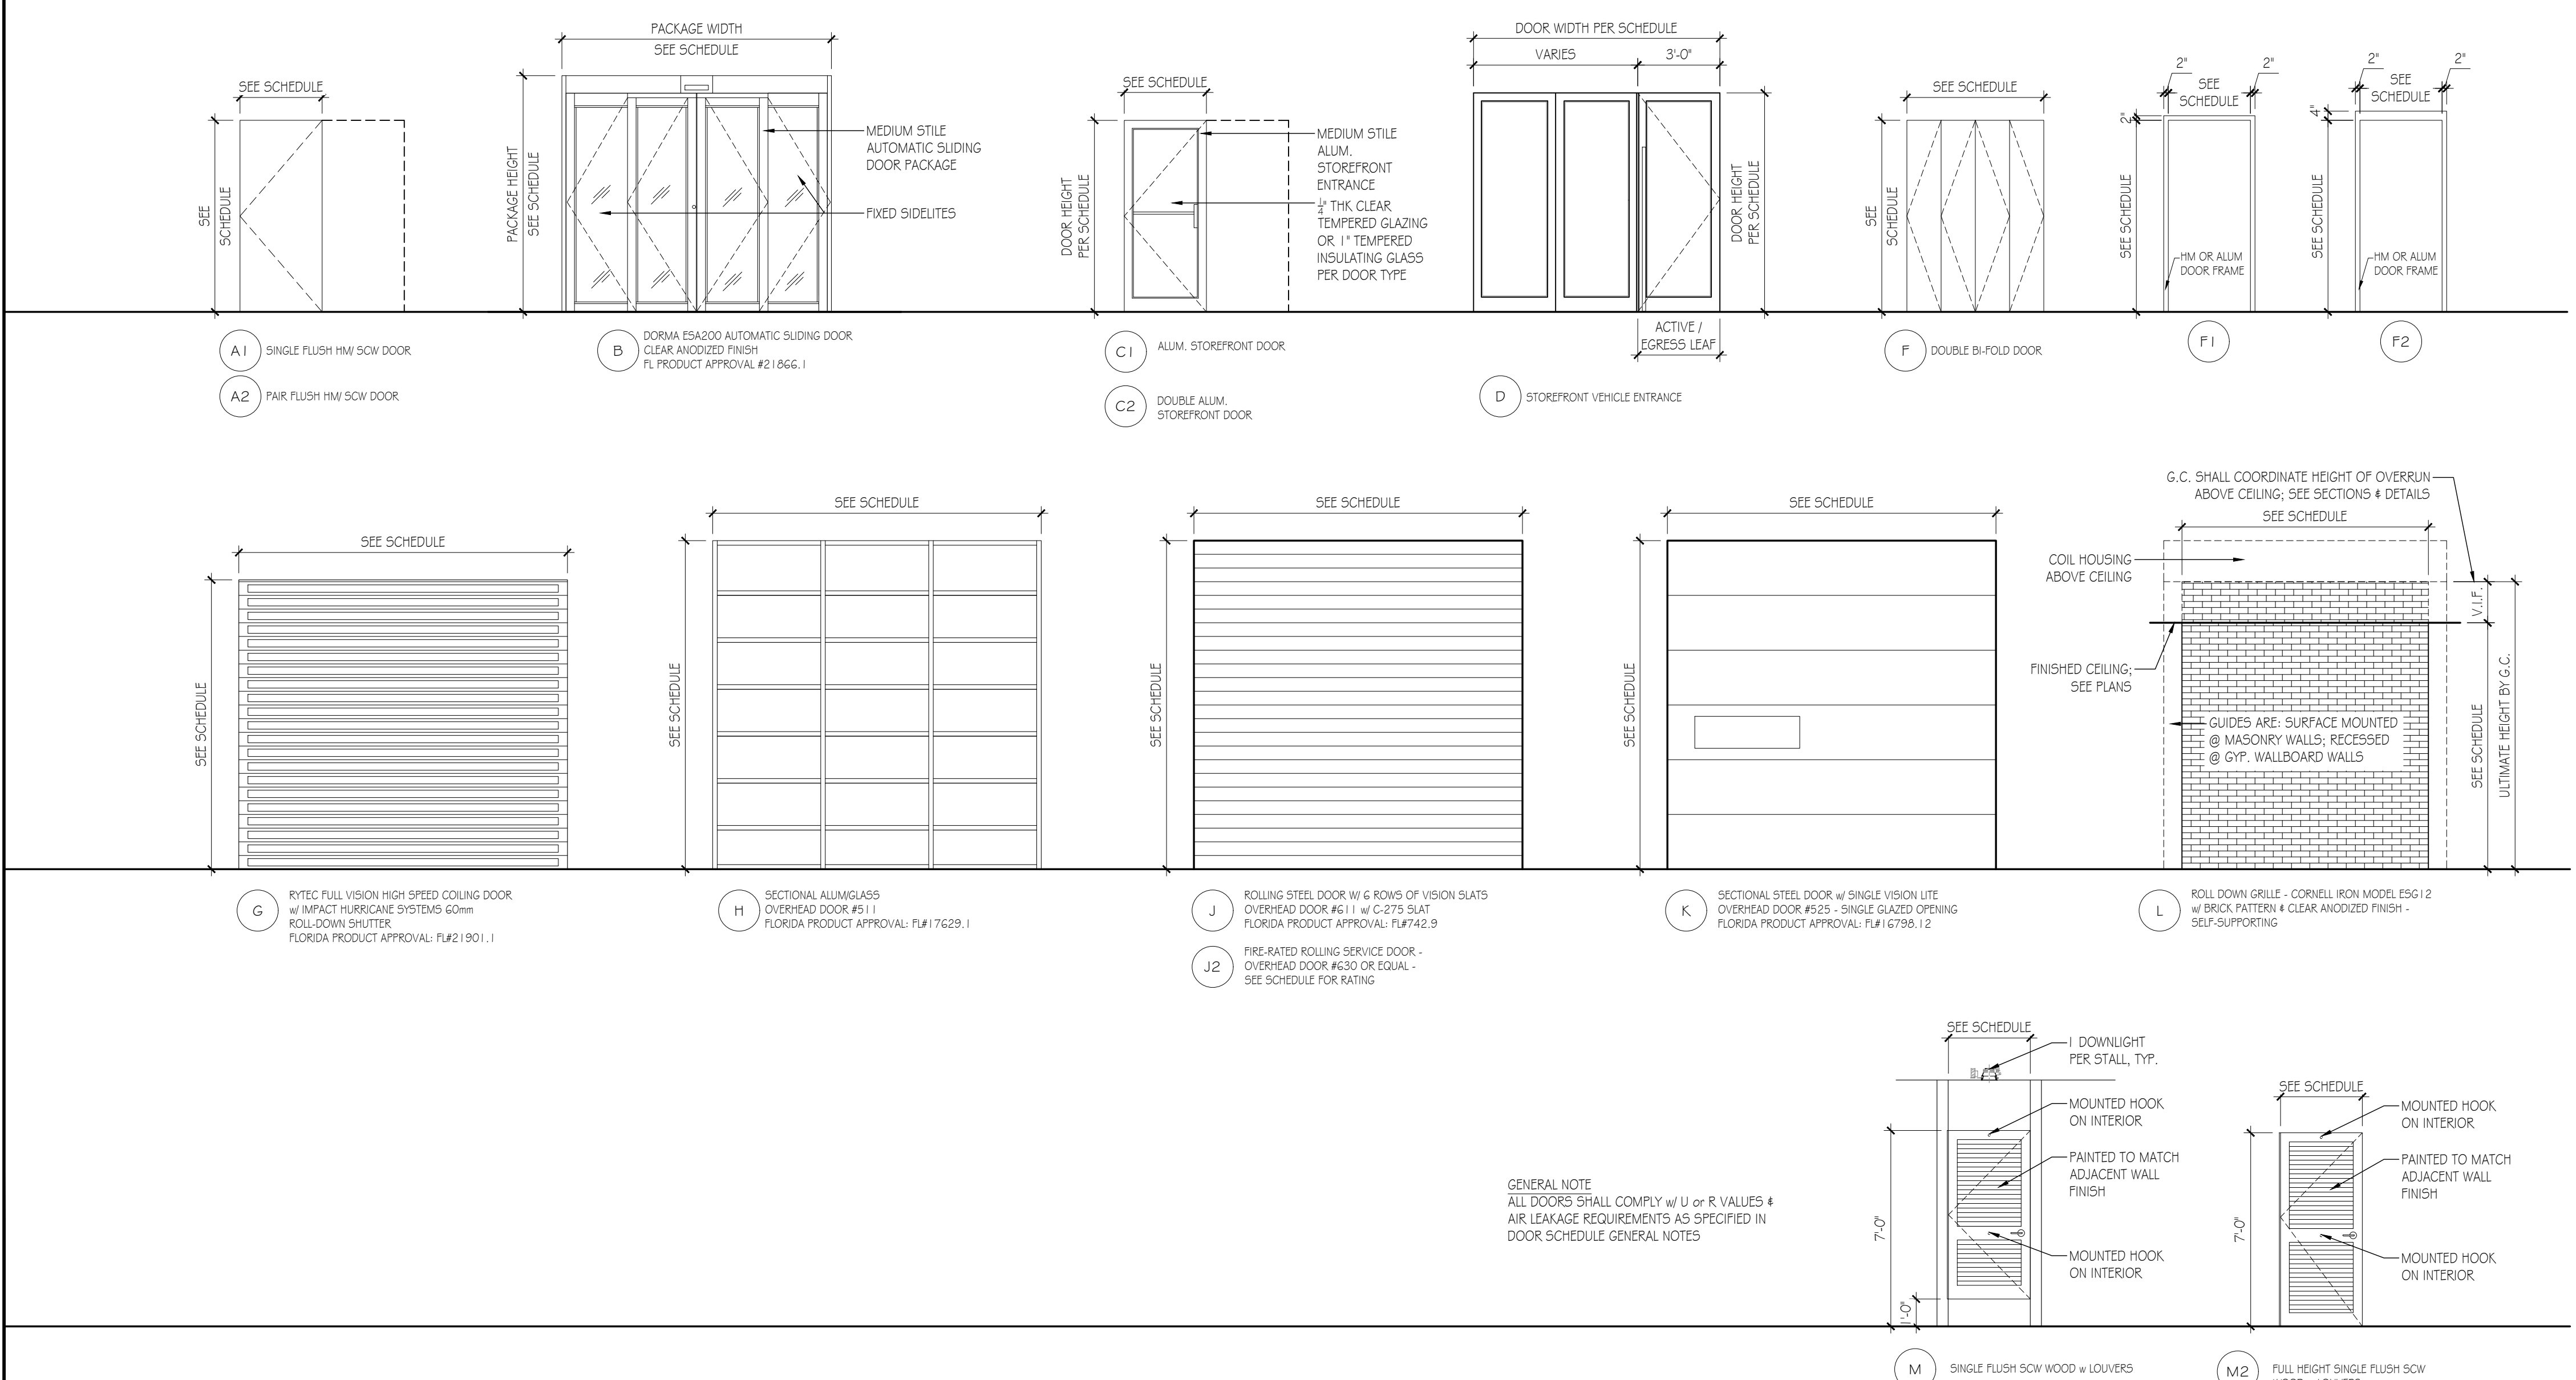 PACKAGE WIDTH
SEE SCHEDULE
PACKAGE HEIGHT
SEE SCHEDULE
MEDIUM STILE
AUTOMATIC SLIDING
DOOR PACKAGE
FIXED SIDELITES
SEE SCHEDULE
SEE
SCHEDULE
A1 SINGLE FLUSH HM/ SCW DOOR
A2 PAIR FLUSH HM/ SCW DOOR
B
DORMA ESA200 AUTOMATIC SLIDING DOOR
CLEAR ANODIZED FINISH
FL PRODUCT APPROVAL #21866.1
SEE SCHEDULE
DOOR HEIGHT
PER SCHEDULE
MEDIUM STILE
ALUM.
STOREFRONT
ENTRANCE
1/4" THK CLEAR
TEMPERED GLAZING
OR 1" TEMPERED
INSULATING GLASS
PER DOOR TYPE
C1 ALUM. STOREFRONT DOOR
C2
DOUBLE ALUM.
STOREFRONT DOOR
DOOR WIDTH PER SCHEDULE
VARIES 3'-0"
DOOR HEIGHT
PER SCHEDULE
ACTIVE /
EGRESS LEAF
D STOREFRONT VEHICLE ENTRANCE
SEE SCHEDULE
SEE
SCHEDULE
F DOUBLE BI-FOLD DOOR
2" 2"
SEE
SCHEDULE
2"
SEE SCHEDULE
HM OR ALUM
DOOR FRAME
F1
2" 2"
SEE
SCHEDULE
4"
SEE SCHEDULE
HM OR ALUM
DOOR FRAME
F2
SEE SCHEDULE
SEE SCHEDULE
G
RYTEC FULL VISION HIGH SPEED COILING DOOR
w/ IMPACT HURRICANE SYSTEMS 60mm
ROLL-DOWN SHUTTER
FLORIDA PRODUCT APPROVAL: FL#21901.1
SEE SCHEDULE
SEE SCHEDULE
H
SECTIONAL ALUM/GLASS
OVERHEAD DOOR #511
FLORIDA PRODUCT APPROVAL: FL#17629.1
SEE SCHEDULE
SEE SCHEDULE
J
ROLLING STEEL DOOR W/ 6 ROWS OF VISION SLATS
OVERHEAD DOOR #611 w/ C-275 SLAT
FLORIDA PRODUCT APPROVAL: FL#742.9
J2
FIRE-RATED ROLLING SERVICE DOOR -
OVERHEAD DOOR #630 OR EQUAL -
SEE SCHEDULE FOR RATING
SEE SCHEDULE
SEE SCHEDULE
K
SECTIONAL STEEL DOOR w/ SINGLE VISION LITE
OVERHEAD DOOR #525 - SINGLE GLAZED OPENING
FLORIDA PRODUCT APPROVAL: FL#16798.12
G.C. SHALL COORDINATE HEIGHT OF OVERRUN
ABOVE CEILING; SEE SECTIONS & DETAILS
SEE SCHEDULE
COIL HOUSING
ABOVE CEILING
V.I.F.
FINISHED CEILING;
SEE PLANS
GUIDES ARE: SURFACE MOUNTED
@ MASONRY WALLS; RECESSED
@ GYP. WALLBOARD WALLS
SEE SCHEDULE
ULTIMATE HEIGHT BY G.C.
L
ROLL DOWN GRILLE - CORNELL IRON MODEL ESG12
w/ BRICK PATTERN & CLEAR ANODIZED FINISH -
SELF-SUPPORTING
GENERAL NOTE
ALL DOORS SHALL COMPLY w/ U or R VALUES &
AIR LEAKAGE REQUIREMENTS AS SPECIFIED IN
DOOR SCHEDULE GENERAL NOTES
SEE SCHEDULE
1 DOWNLIGHT
PER STALL, TYP.
MOUNTED HOOK
ON INTERIOR
PAINTED TO MATCH
ADJACENT WALL
FINISH
MOUNTED HOOK
ON INTERIOR
7'-0"
1'-0"
M SINGLE FLUSH SCW WOOD w LOUVERS
SEE SCHEDULE
MOUNTED HOOK
ON INTERIOR
PAINTED TO MATCH
ADJACENT WALL
FINISH
MOUNTED HOOK
ON INTERIOR
7'-0"
M2 FULL HEIGHT SINGLE FLUSH SCW